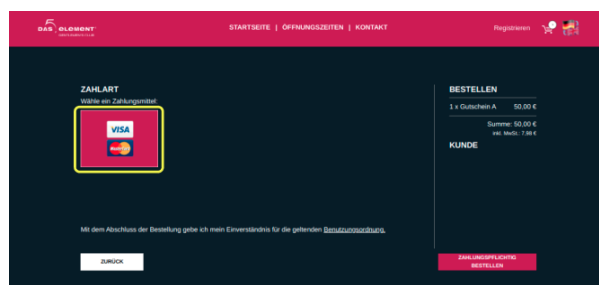 DAS ELEMENT
STARTSEITE | ÖFFNUNGSZEITEN | KONTAKT
Registrieren
ZAHLART
Wähle ein Zahlungsmittel:
VISA
MasterCard
BESTELLEN
1 x Gutschein A 50,00 €
Summe: 50,00 €
inkl. MwSt.: 7,98 €
KUNDE
Mit dem Abschluss der Bestellung gebe ich mein Einverständnis für die geltenden Benutzungsordnung.
ZURÜCK
ZAHLUNGSPFLICHTIG
BESTELLEN